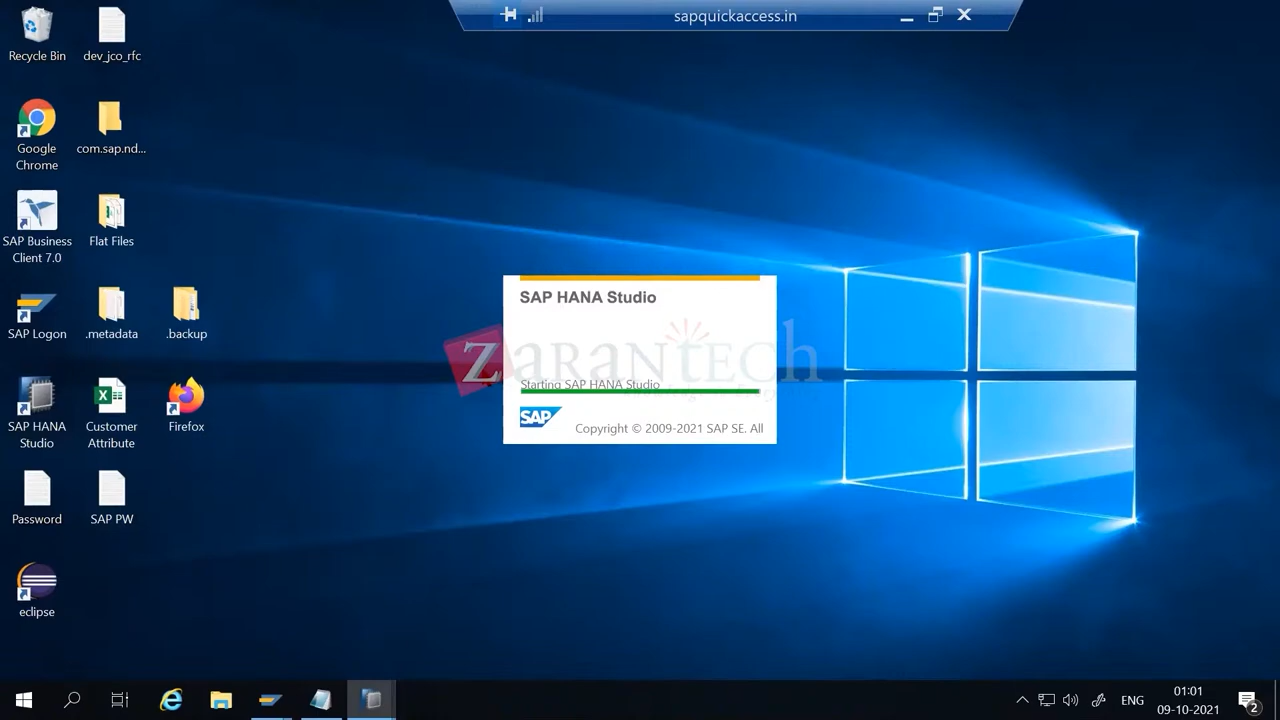 sapquickaccess.in
Recycle Bin
dev_jco_rfc
Google
Chrome
com.sap.nd...
SAP Business
Client 7.0
Flat Files
SAP Logon
.metadata
.backup
SAP HANA
Studio
Customer
Attribute
Firefox
Password
SAP PW
eclipse
SAP HANA Studio
ZaranTech
Starting SAP HANA Studio
SAP
Copyright © 2009-2021 SAP SE. All
ENG
01:01
09-10-2021
2